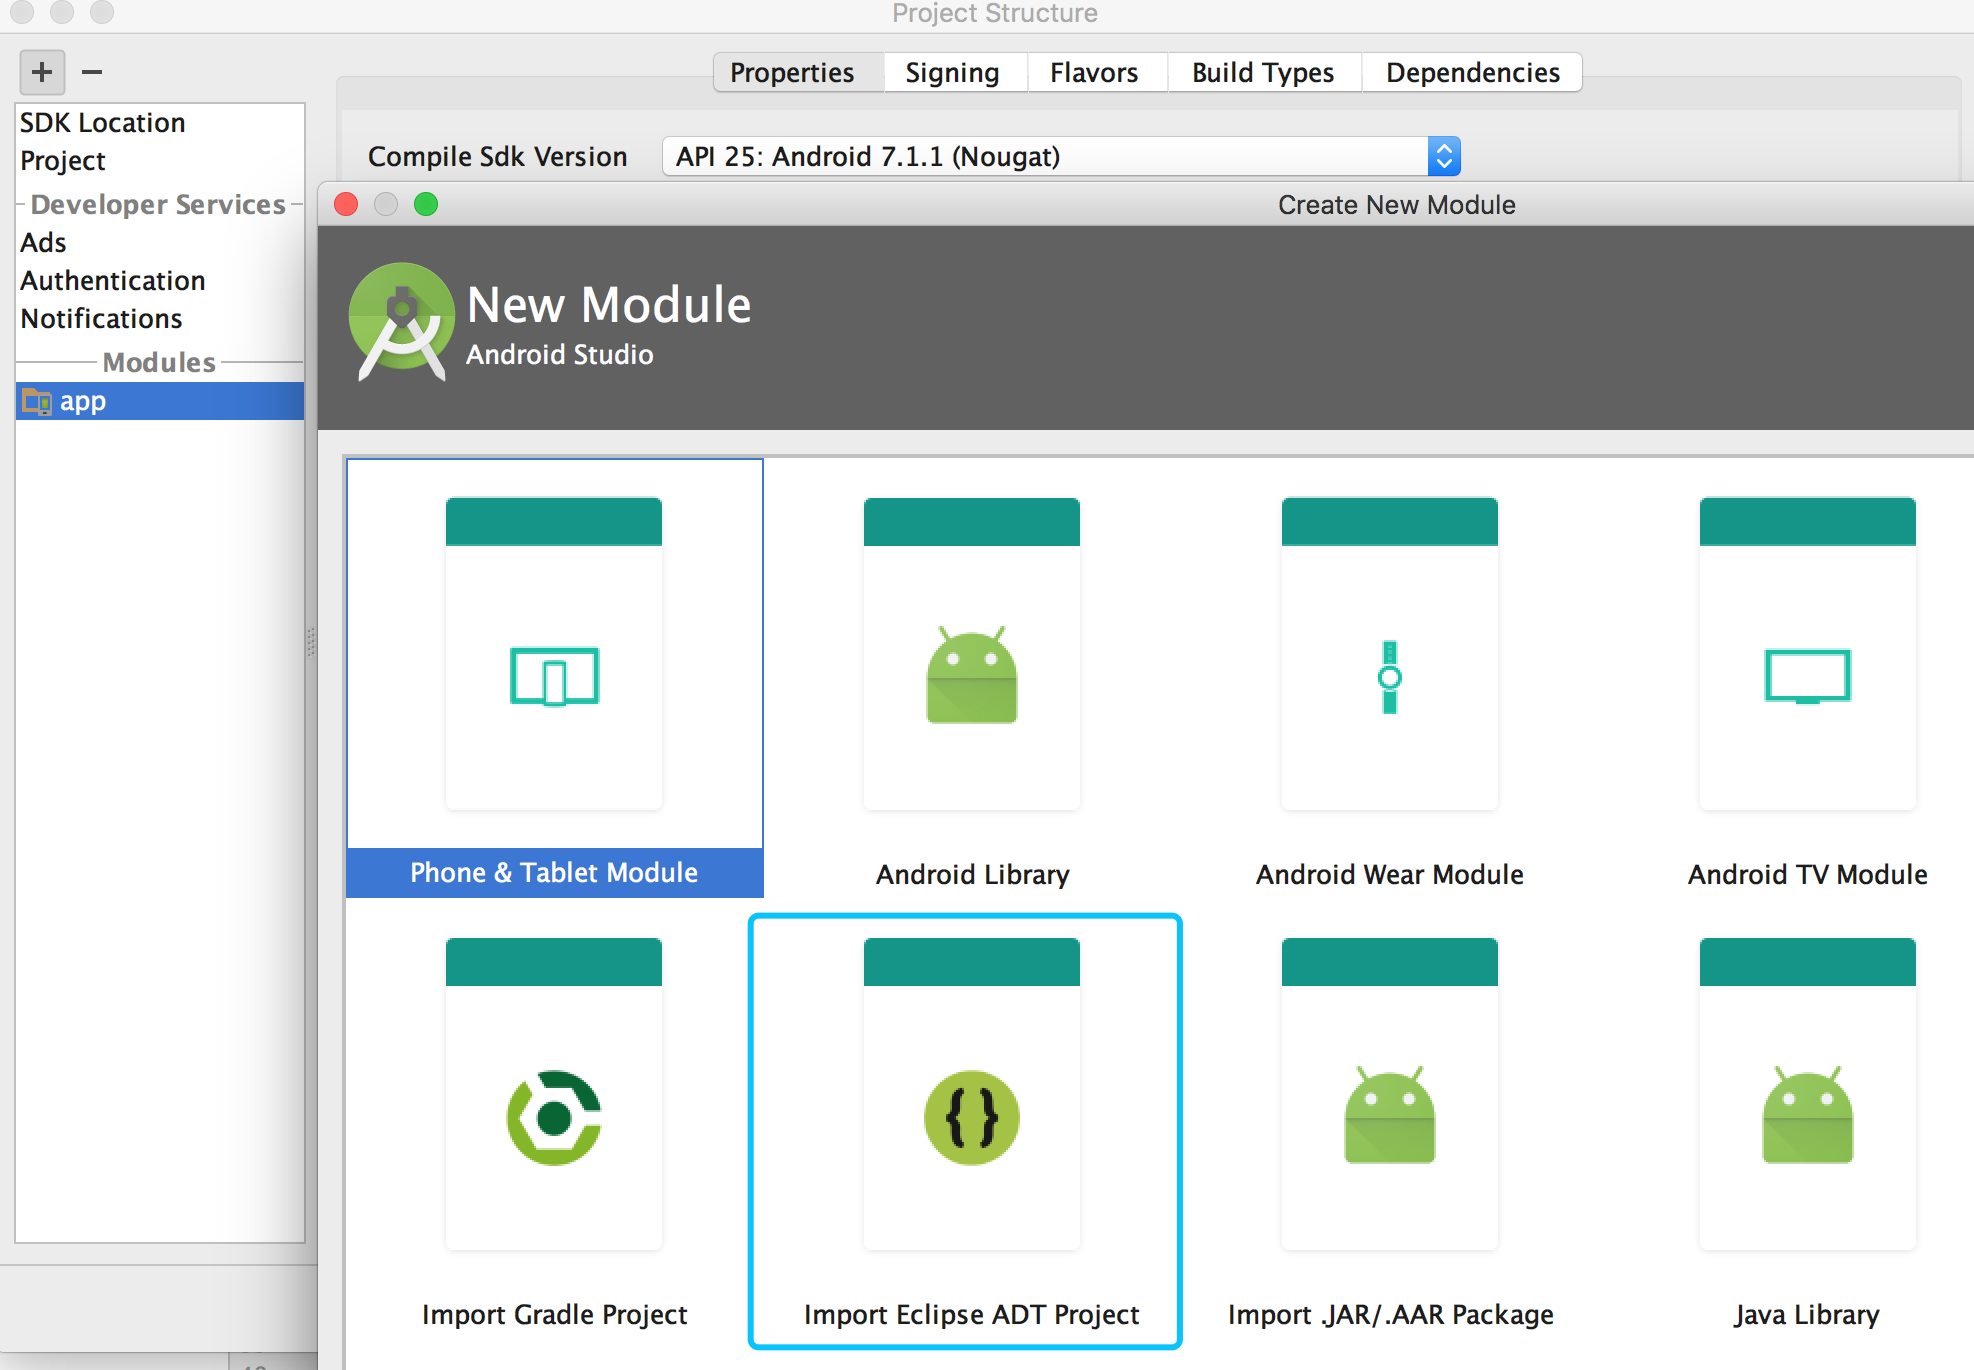 Project Structure
+ −
Properties Signing Flavors Build Types Dependencies
SDK Location
Project
Developer Services
Ads
Authentication
Notifications
Modules
app
Compile Sdk Version API 25: Android 7.1.1 (Nougat)
Create New Module
New Module
Android Studio
Phone & Tablet Module
Android Library
Android Wear Module
Android TV Module
{ }
Import Gradle Project
Import Eclipse ADT Project
Import .JAR/.AAR Package
Java Library